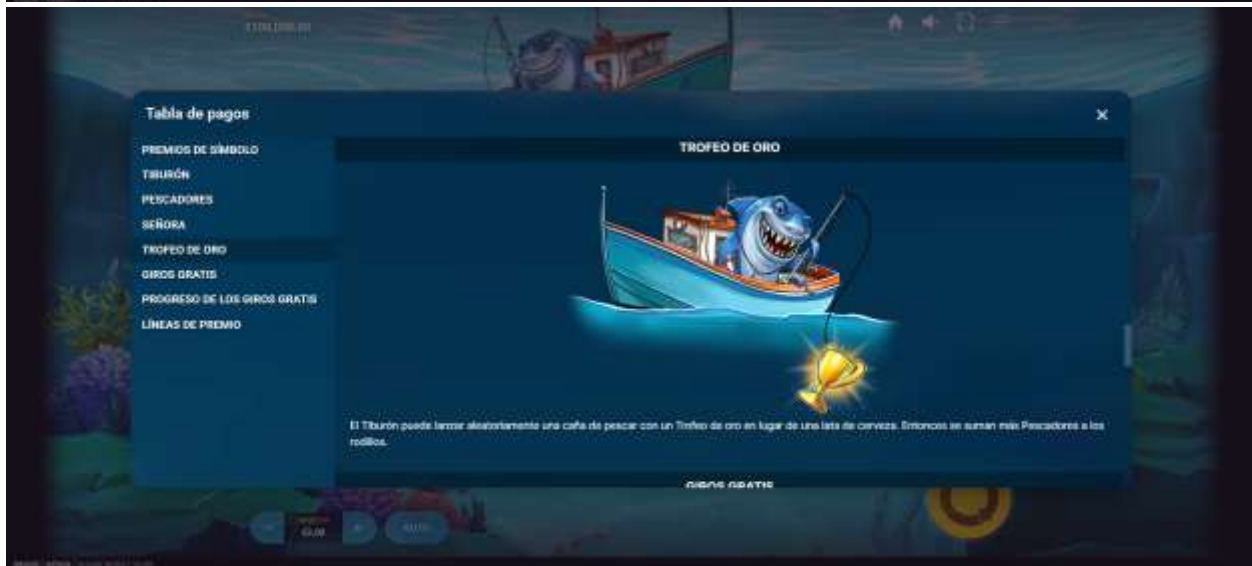 Tabla de pagos
×
PREMIOS DE SÍMBOLO
TIBURÓN
PESCADORES
SEÑORA
TROFEO DE ORO
GIROS GRATIS
PROGRESO DE LOS GIROS GRATIS
LÍNEAS DE PREMIO
TROFEO DE ORO
El Tiburón puede lanzar aleatoriamente una caña de pescar con un Trofeo de oro en lugar de una lata de cerveza. Entonces se suman más Pescadores a los
rodillos.
GIROS GRATIS